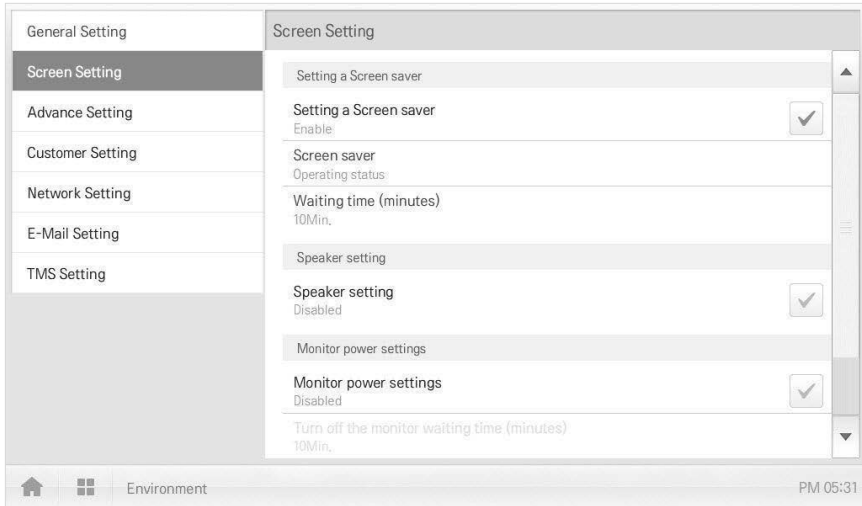 General Setting
Screen Setting
Advance Setting
Customer Setting
Network Setting
E-Mail Setting
TMS Setting
Screen Setting
Setting a Screen saver
Setting a Screen saver
Enable
Screen saver
Operating status
Waiting time (minutes)
10Min.
Speaker setting
Speaker setting
Disabled
Monitor power settings
Monitor power settings
Disabled
Turn off the monitor waiting time (minutes)
10Min.
Environment
PM 05:31